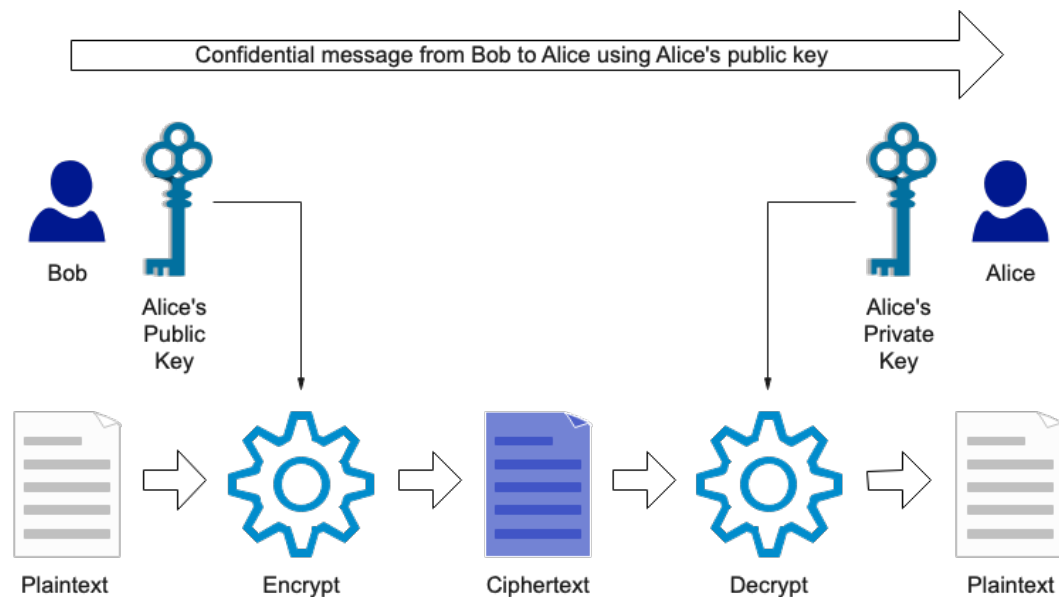 Confidential message from Bob to Alice using Alice's public key
Bob
Alice's
Public
Key
Alice's
Private
Key
Alice
Plaintext
Encrypt
Ciphertext
Decrypt
Plaintext